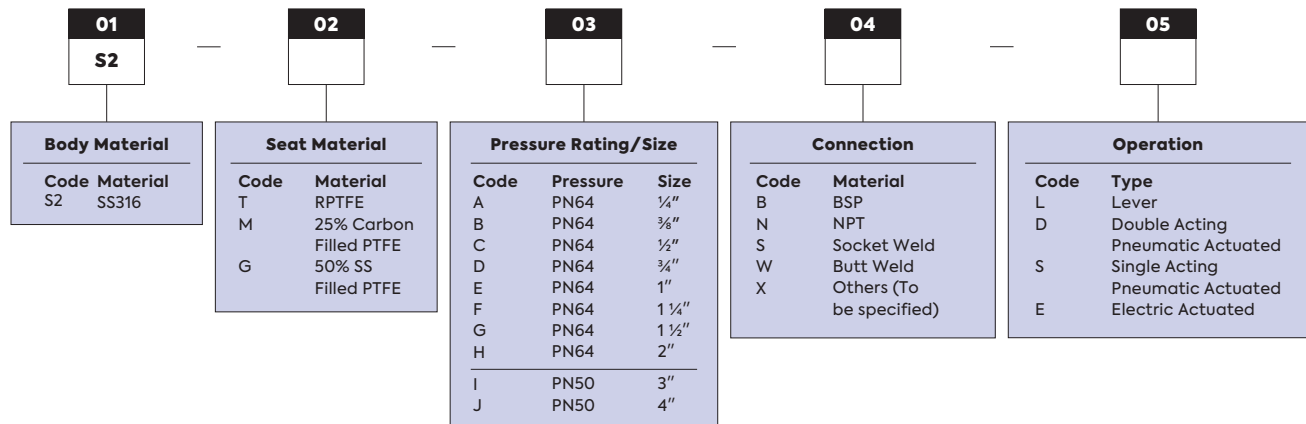 01 — 02 — 03 — 04 — 05
S2
Body Material
Code Material
S2 SS316
Seat Material
Code Material
T RPTFE
M 25% Carbon
Filled PTFE
G 50% SS
Filled PTFE
Pressure Rating/Size
Code Pressure Size
A PN64 ¼"
B PN64 ⅜"
C PN64 ½"
D PN64 ¾"
E PN64 1"
F PN64 1 ¼"
G PN64 1 ½"
H PN64 2"
I PN50 3"
J PN50 4"
Connection
Code Material
B BSP
N NPT
S Socket Weld
W Butt Weld
X Others (To
be specified)
Operation
Code Type
L Lever
D Double Acting
Pneumatic Actuated
S Single Acting
Pneumatic Actuated
E Electric Actuated